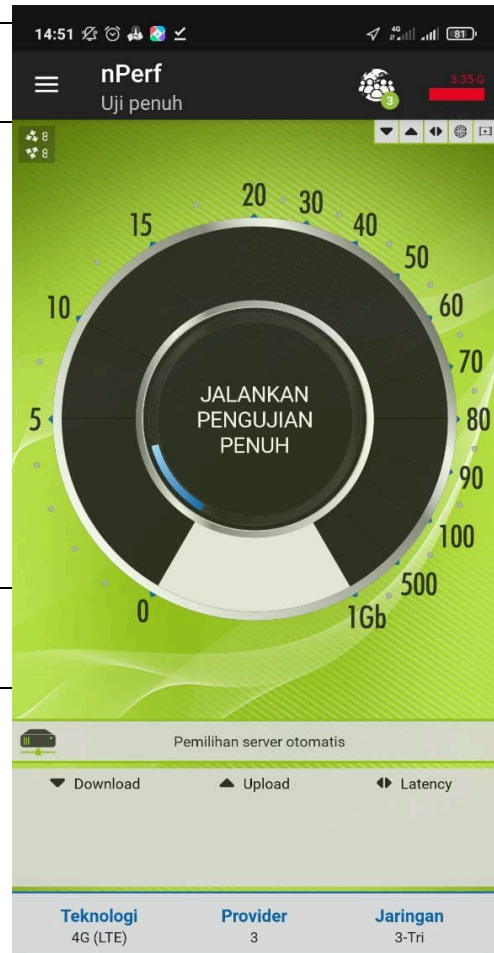 14:51
4G
81
nPerf
Uji penuh
3
3.35 G
8
8
20
30
15
40
50
10
60
70
5
80
90
100
500
0
1Gb
JALANKAN
PENGUJIAN
PENUH
Pemilihan server otomatis
Download Upload Latency
Teknologi Provider Jaringan
4G (LTE) 3 3-Tri